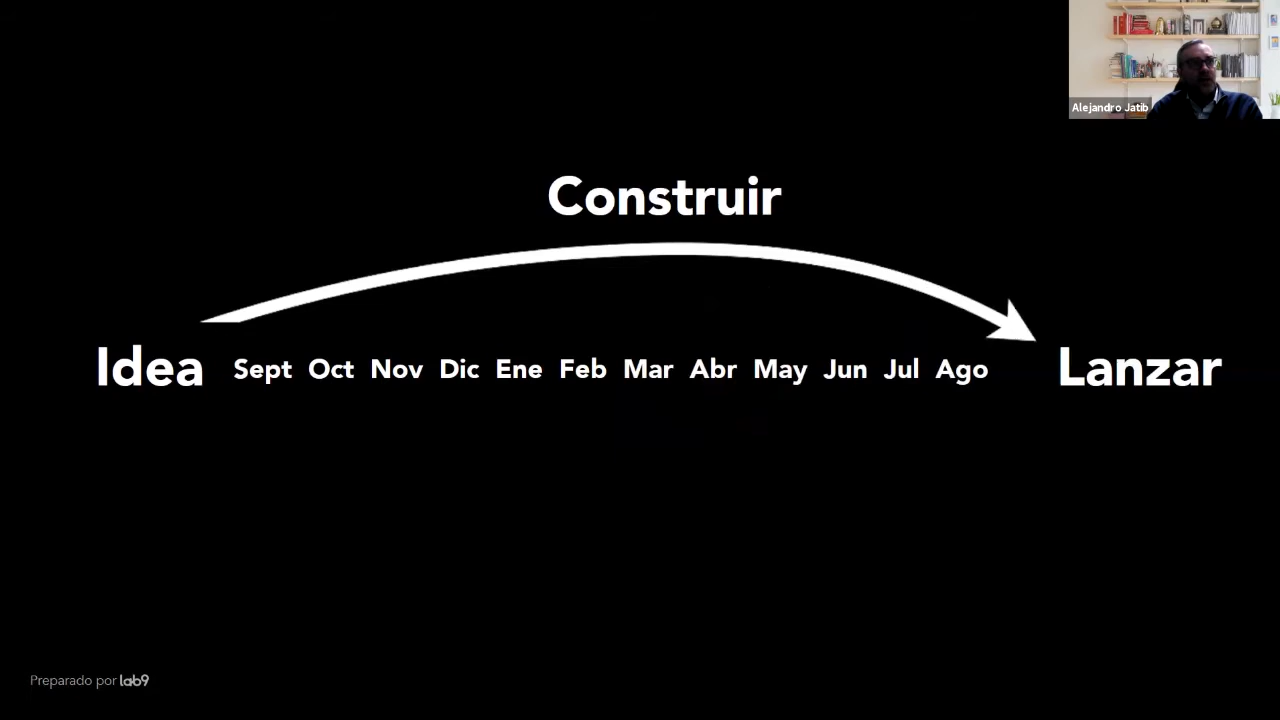 Alejandro Jatib
Construir
Idea Sept Oct Nov Dic Ene Feb Mar Abr May Jun Jul Ago Lanzar
Preparado por lab9